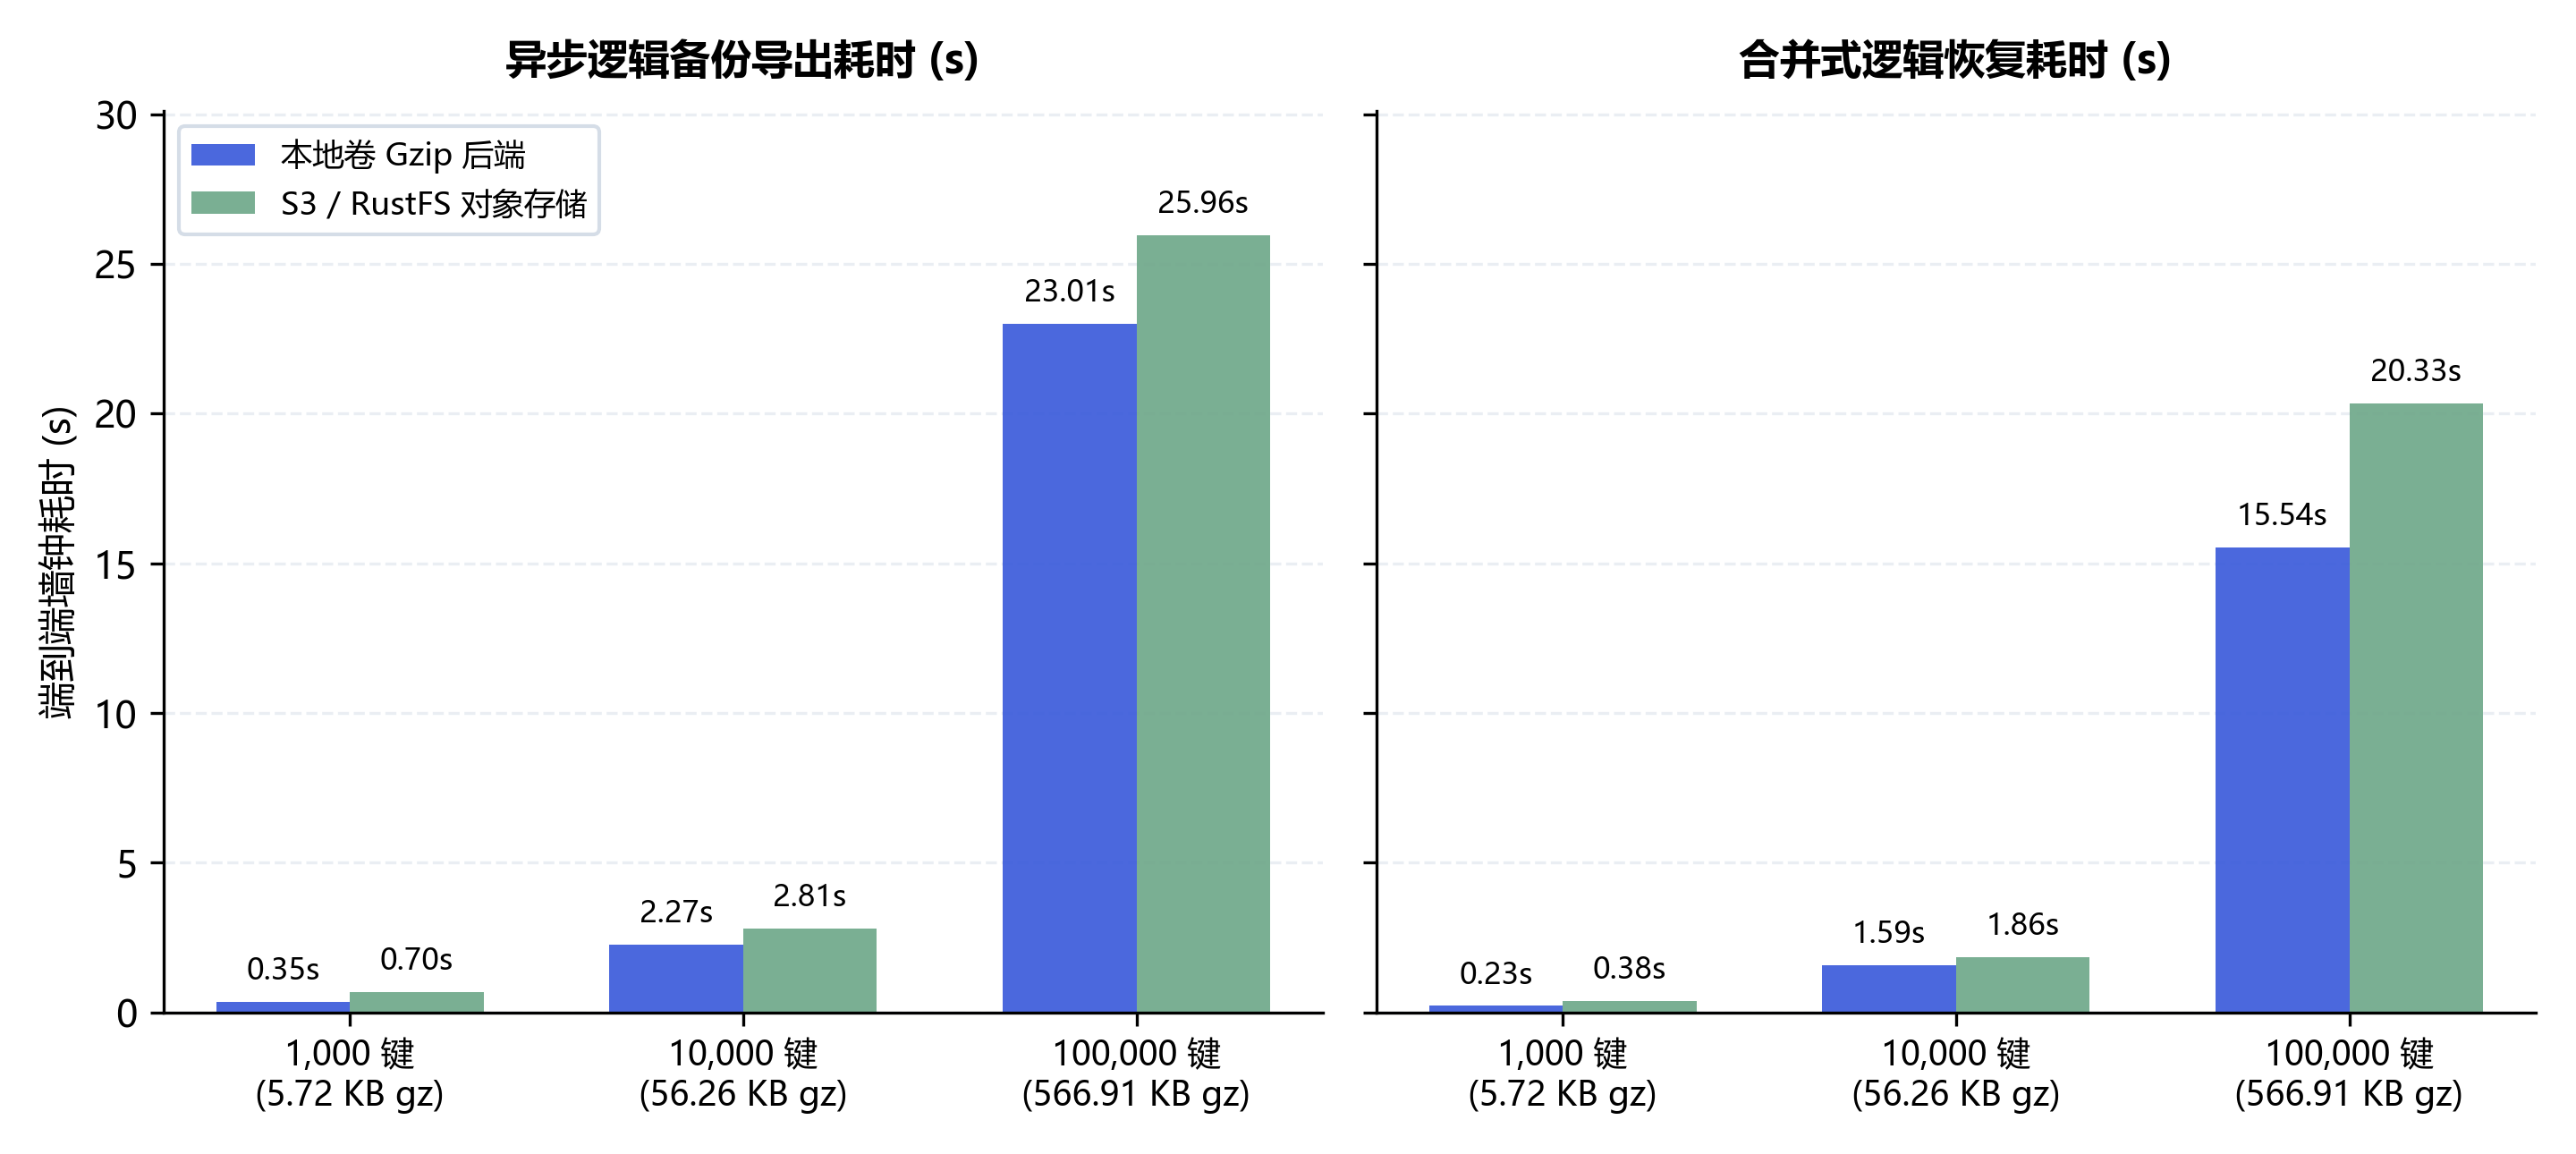 异步逻辑备份导出耗时 (s)
端到端墙钟耗时 (s)
30
25
20
15
10
5
0
本地卷 Gzip 后端
S3 / RustFS 对象存储
0.35s
0.70s
2.27s
2.81s
23.01s
25.96s
1,000 键
(5.72 KB gz)
10,000 键
(56.26 KB gz)
100,000 键
(566.91 KB gz)
合并式逻辑恢复耗时 (s)
0.23s
0.38s
1.59s
1.86s
15.54s
20.33s
1,000 键
(5.72 KB gz)
10,000 键
(56.26 KB gz)
100,000 键
(566.91 KB gz)